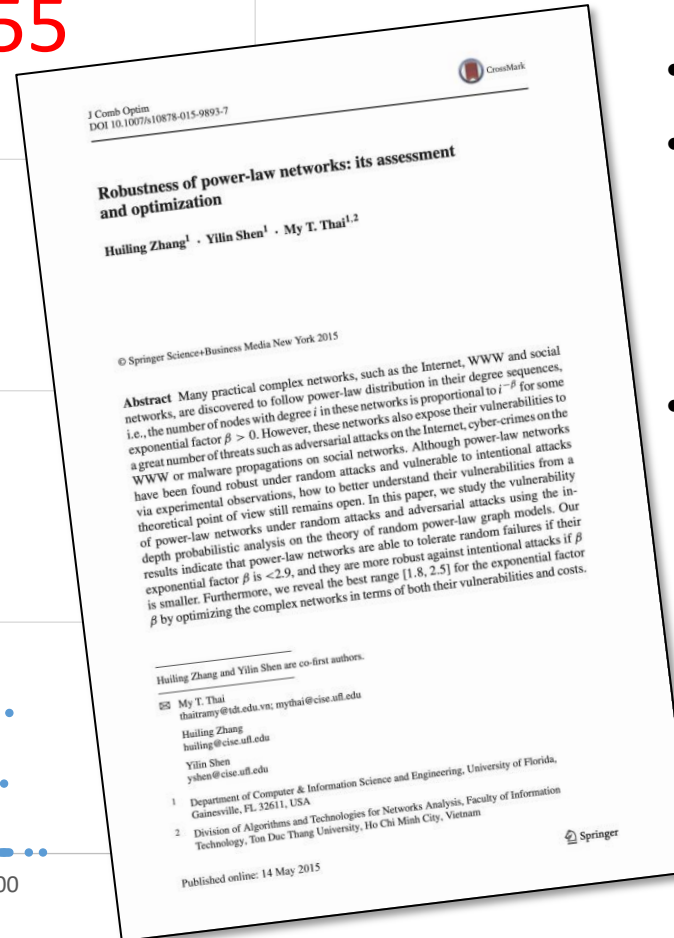 55
J Comb Optim
DOI 10.1007/s10878-015-9893-7
CrossMark
Robustness of power-law networks: its assessment
and optimization
Huiling Zhang¹ · Yilin Shen¹ · My T. Thai¹,²
© Springer Science+Business Media New York 2015
Abstract Many practical complex networks, such as the Internet, WWW and social
networks, are discovered to follow power-law distribution in their degree sequences,
i.e., the number of nodes with degree i in these networks is proportional to i^−β for some
exponential factor β > 0. However, these networks also expose their vulnerabilities to
a great number of threats such as adversarial attacks on the Internet, cyber-crimes on the
WWW or malware propagations on social networks. Although power-law networks
have been found robust under random attacks and vulnerable to intentional attacks
via experimental observations, how to better understand their vulnerabilities from a
theoretical point of view still remains open. In this paper, we study the vulnerability
of power-law networks under random attacks and adversarial attacks using the in-
depth probabilistic analysis on the theory of random power-law graph models. Our
results indicate that power-law networks are able to tolerate random failures if their
exponential factor β is <2.9, and they are more robust against intentional attacks if β
is smaller. Furthermore, we reveal the best range [1.8, 2.5] for the exponential factor
β by optimizing the complex networks in terms of both their vulnerabilities and costs.
Huiling Zhang and Yilin Shen are co-first authors.
✉ My T. Thai
thaitramy@tdt.edu.vn; mythai@cise.ufl.edu
Huiling Zhang
huiling@cise.ufl.edu
Yilin Shen
yshen@cise.ufl.edu
1 Department of Computer & Information Science and Engineering, University of Florida,
Gainesville, FL 32611, USA
2 Division of Algorithms and Technologies for Networks Analysis, Faculty of Information
Technology, Ton Duc Thang University, Ho Chi Minh City, Vietnam
Springer
Published online: 14 May 2015
00